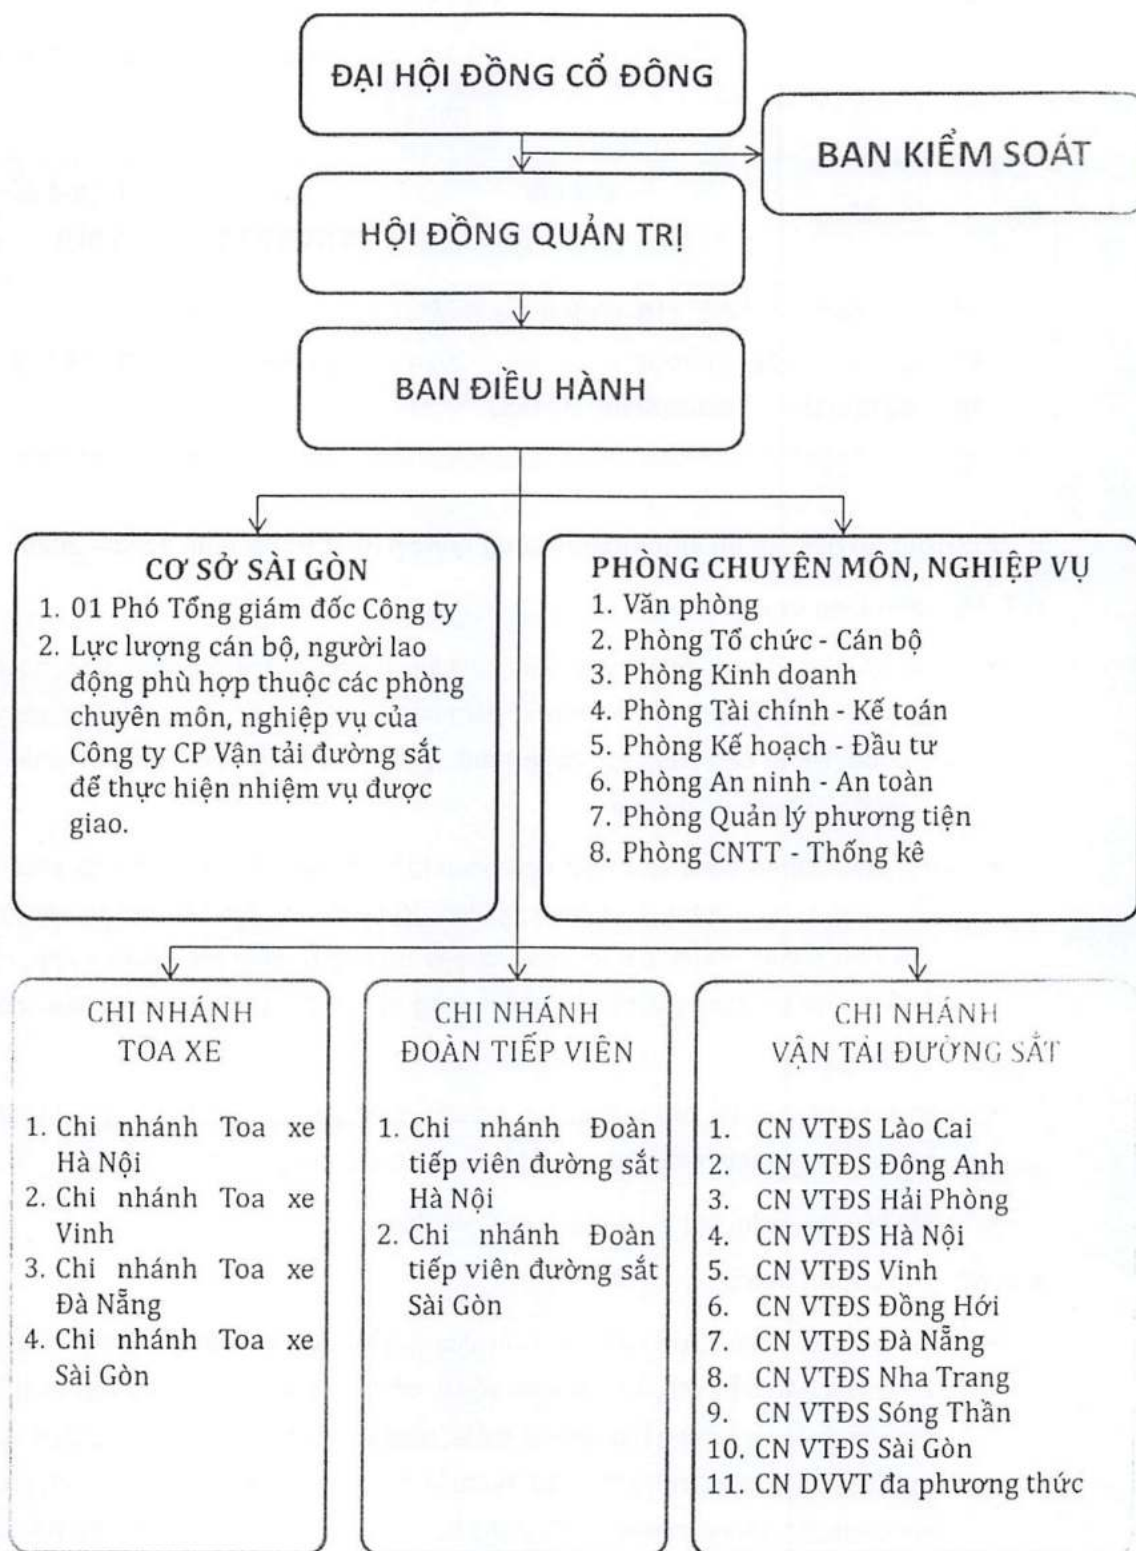 ĐẠI HỘI ĐỒNG CỔ ĐÔNG
BAN KIỂM SOÁT
HỘI ĐỒNG QUẢN TRỊ
BAN ĐIỀU HÀNH
CƠ SỞ SÀI GÒN
1. 01 Phó Tổng giám đốc Công ty
2. Lực lượng cán bộ, người lao
động phù hợp thuộc các phòng
chuyên môn, nghiệp vụ của
Công ty CP Vận tải đường sắt
để thực hiện nhiệm vụ được
giao.
PHÒNG CHUYÊN MÔN, NGHIỆP VỤ
1. Văn phòng
2. Phòng Tổ chức - Cán bộ
3. Phòng Kinh doanh
4. Phòng Tài chính - Kế toán
5. Phòng Kế hoạch - Đầu tư
6. Phòng An ninh - An toàn
7. Phòng Quản lý phương tiện
8. Phòng CNTT - Thống kê
CHI NHÁNH
TOA XE
1. Chi nhánh Toa xe
Hà Nội
2. Chi nhánh Toa xe
Vinh
3. Chi nhánh Toa xe
Đà Nẵng
4. Chi nhánh Toa xe
Sài Gòn
CHI NHÁNH
ĐOÀN TIẾP VIÊN
1. Chi nhánh Đoàn
tiếp viên đường sắt
Hà Nội
2. Chi nhánh Đoàn
tiếp viên đường sắt
Sài Gòn
CHI NHÁNH
VẬN TẢI ĐƯỜNG SẮT
1. CN VTĐS Lào Cai
2. CN VTĐS Đông Anh
3. CN VTĐS Hải Phòng
4. CN VTĐS Hà Nội
5. CN VTĐS Vinh
6. CN VTĐS Đồng Hới
7. CN VTĐS Đà Nẵng
8. CN VTĐS Nha Trang
9. CN VTĐS Sóng Thần
10. CN VTĐS Sài Gòn
11. CN DVVT đa phương thức